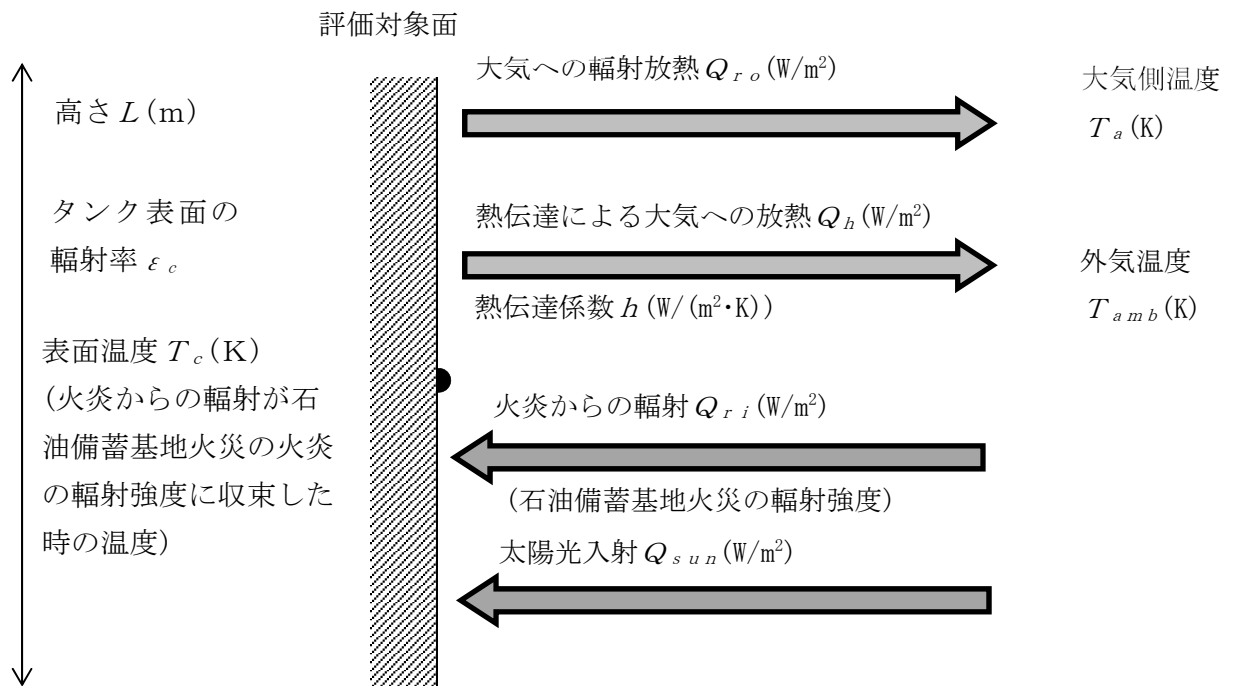 評価対象面
高さL(m)
タンク表面の
輻射率 εc
表面温度 Tc(K)
(火炎からの輻射が石
油備蓄基地火災の火炎
の輻射強度に収束した
時の温度)
大気への輻射放熱Qro(W/m²)
大気側温度
Ta(K)
熱伝達による大気への放熱Qh(W/m²)
熱伝達係数h(W/(m²・K))
外気温度
Tamb(K)
火炎からの輻射Qri(W/m²)
(石油備蓄基地火災の輻射強度)
太陽光入射Qsun(W/m²)